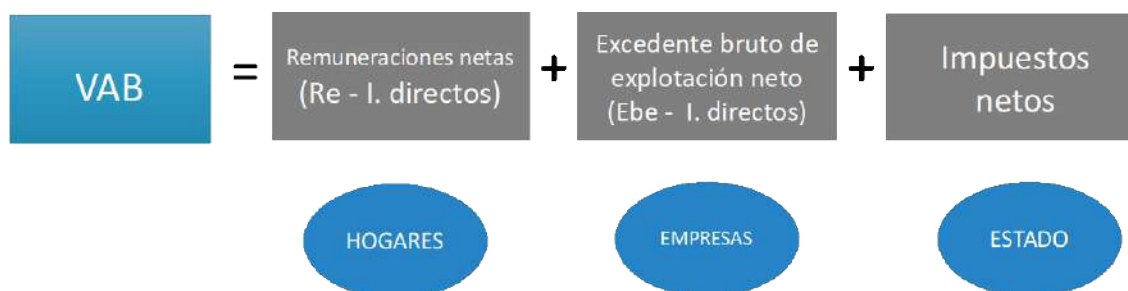 VAB
=
Remuneraciones netas
(Re - I. directos)
+
Excedente bruto de
explotación neto
(Ebe - I. directos)
+
Impuestos
netos
HOGARES
EMPRESAS
ESTADO